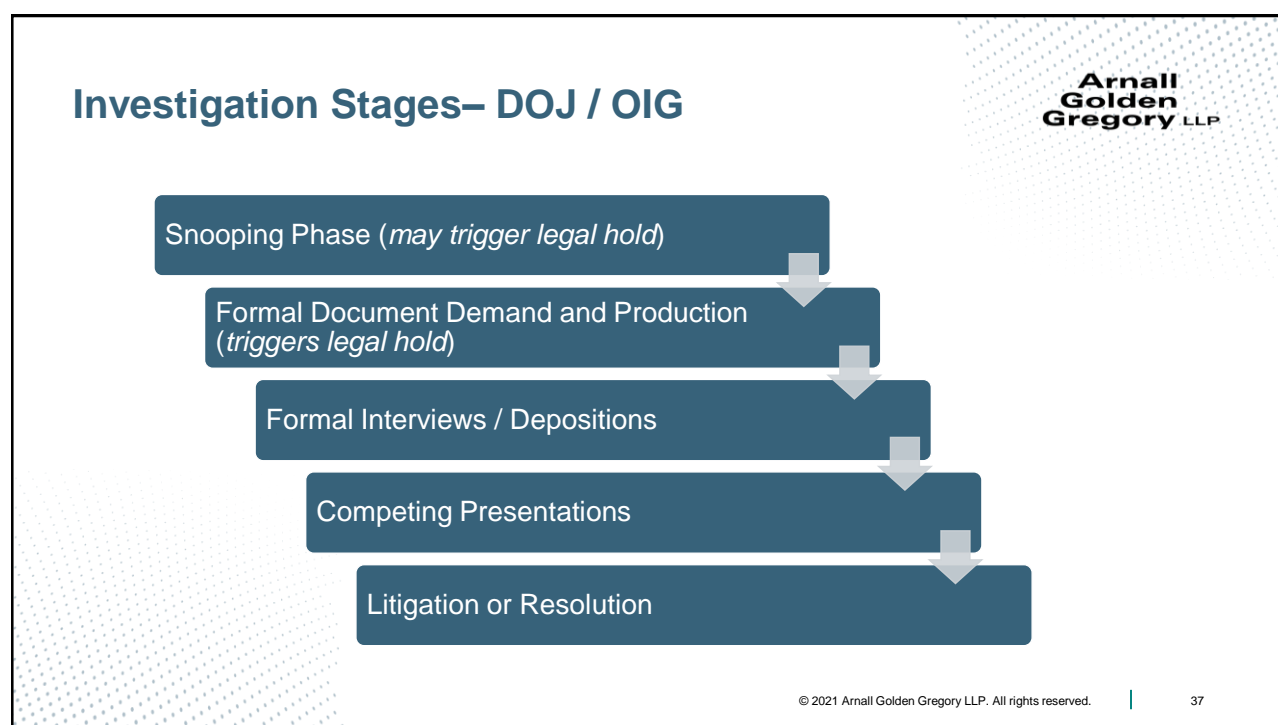 Investigation Stages– DOJ / OIG
Arnall
Golden
Gregory LLP
Snooping Phase (may trigger legal hold)
Formal Document Demand and Production
(triggers legal hold)
Formal Interviews / Depositions
Competing Presentations
Litigation or Resolution
© 2021 Arnall Golden Gregory LLP. All rights reserved.
37